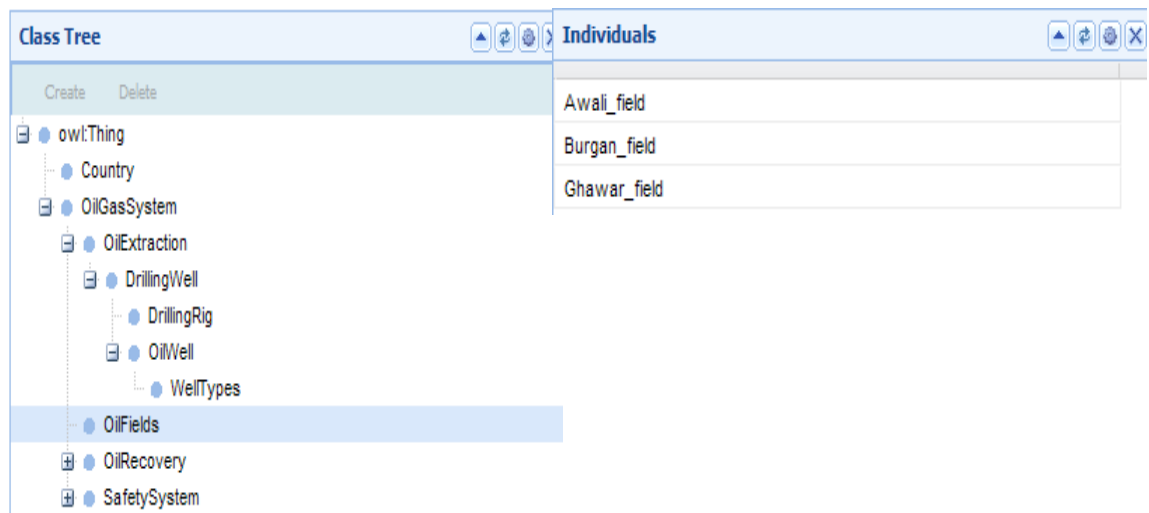 Class Tree
Create Delete
owl:Thing
Country
OilGasSystem
OilExtraction
DrillingWell
DrillingRig
OilWell
WellTypes
OilFields
OilRecovery
SafetySystem
Individuals
Awali_field
Burgan_field
Ghawar_field